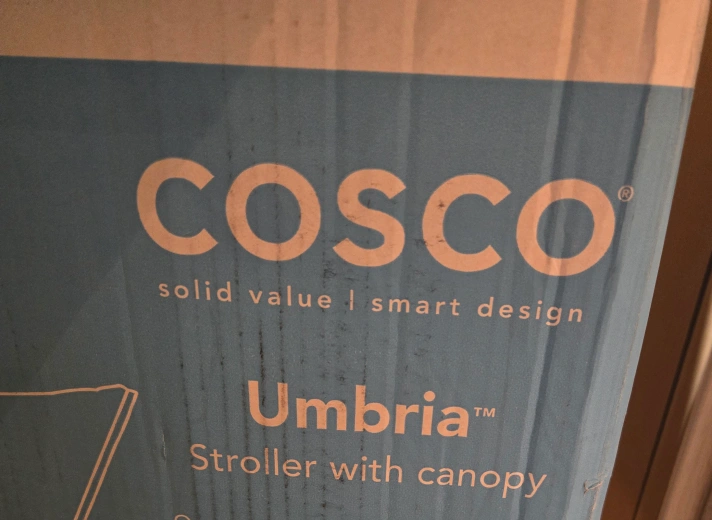 COSCO®
solid value | smart design
Umbria™
Stroller with canopy